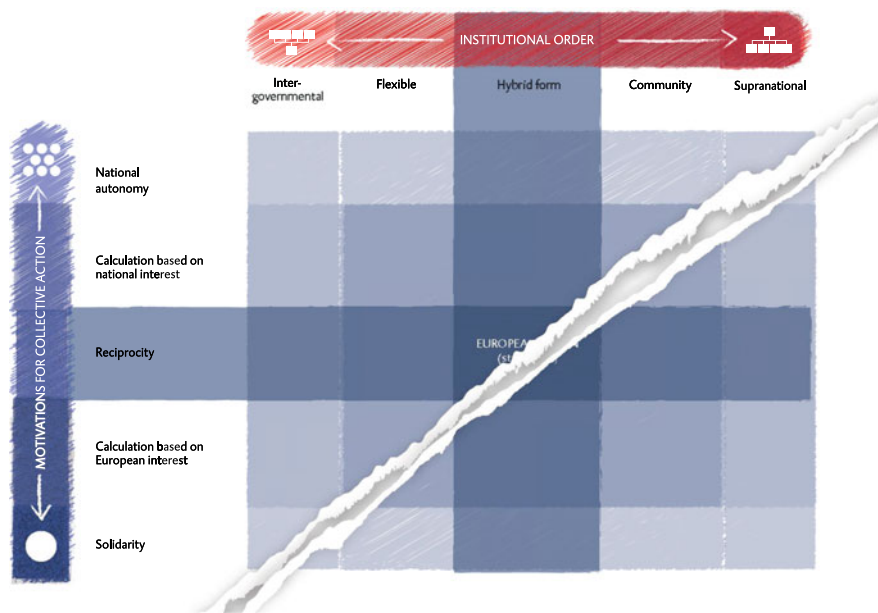 INSTITUTIONAL ORDER
Inter-
governmental
Flexible
Hybrid form
Community
Supranational
MOTIVATIONS FOR COLLECTIVE ACTION
National
autonomy
Calculation based on
national interest
Reciprocity
Calculation based on
European interest
Solidarity